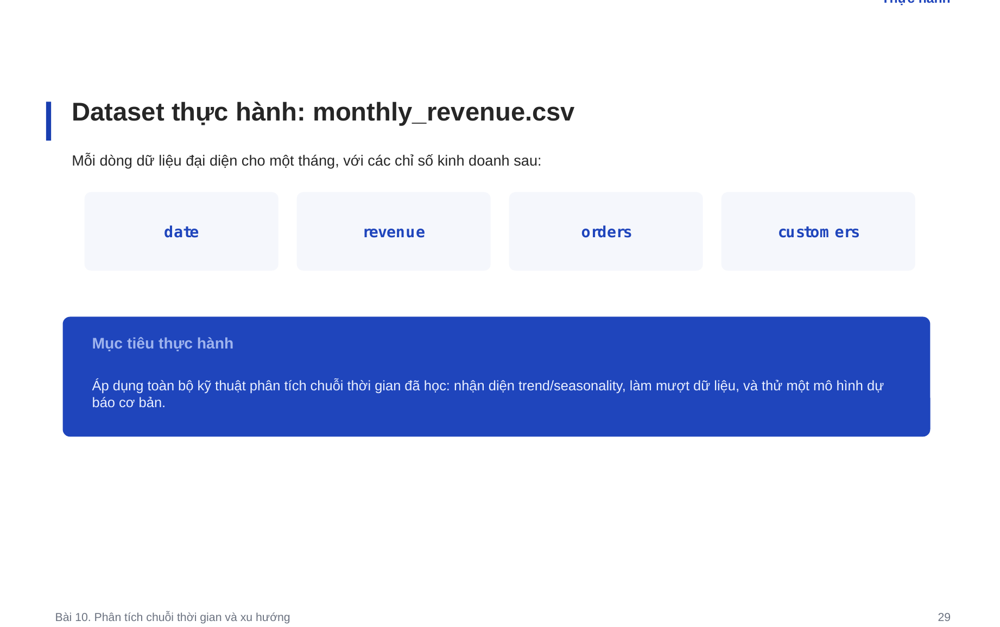 Thực hành
Dataset thực hành: monthly_revenue.csv
Mỗi dòng dữ liệu đại diện cho một tháng, với các chỉ số kinh doanh sau:
date
revenue
orders
customers
Mục tiêu thực hành
Áp dụng toàn bộ kỹ thuật phân tích chuỗi thời gian đã học: nhận diện trend/seasonality, làm mượt dữ liệu, và thử một mô hình dự
báo cơ bản.
Bài 10. Phân tích chuỗi thời gian và xu hướng
29